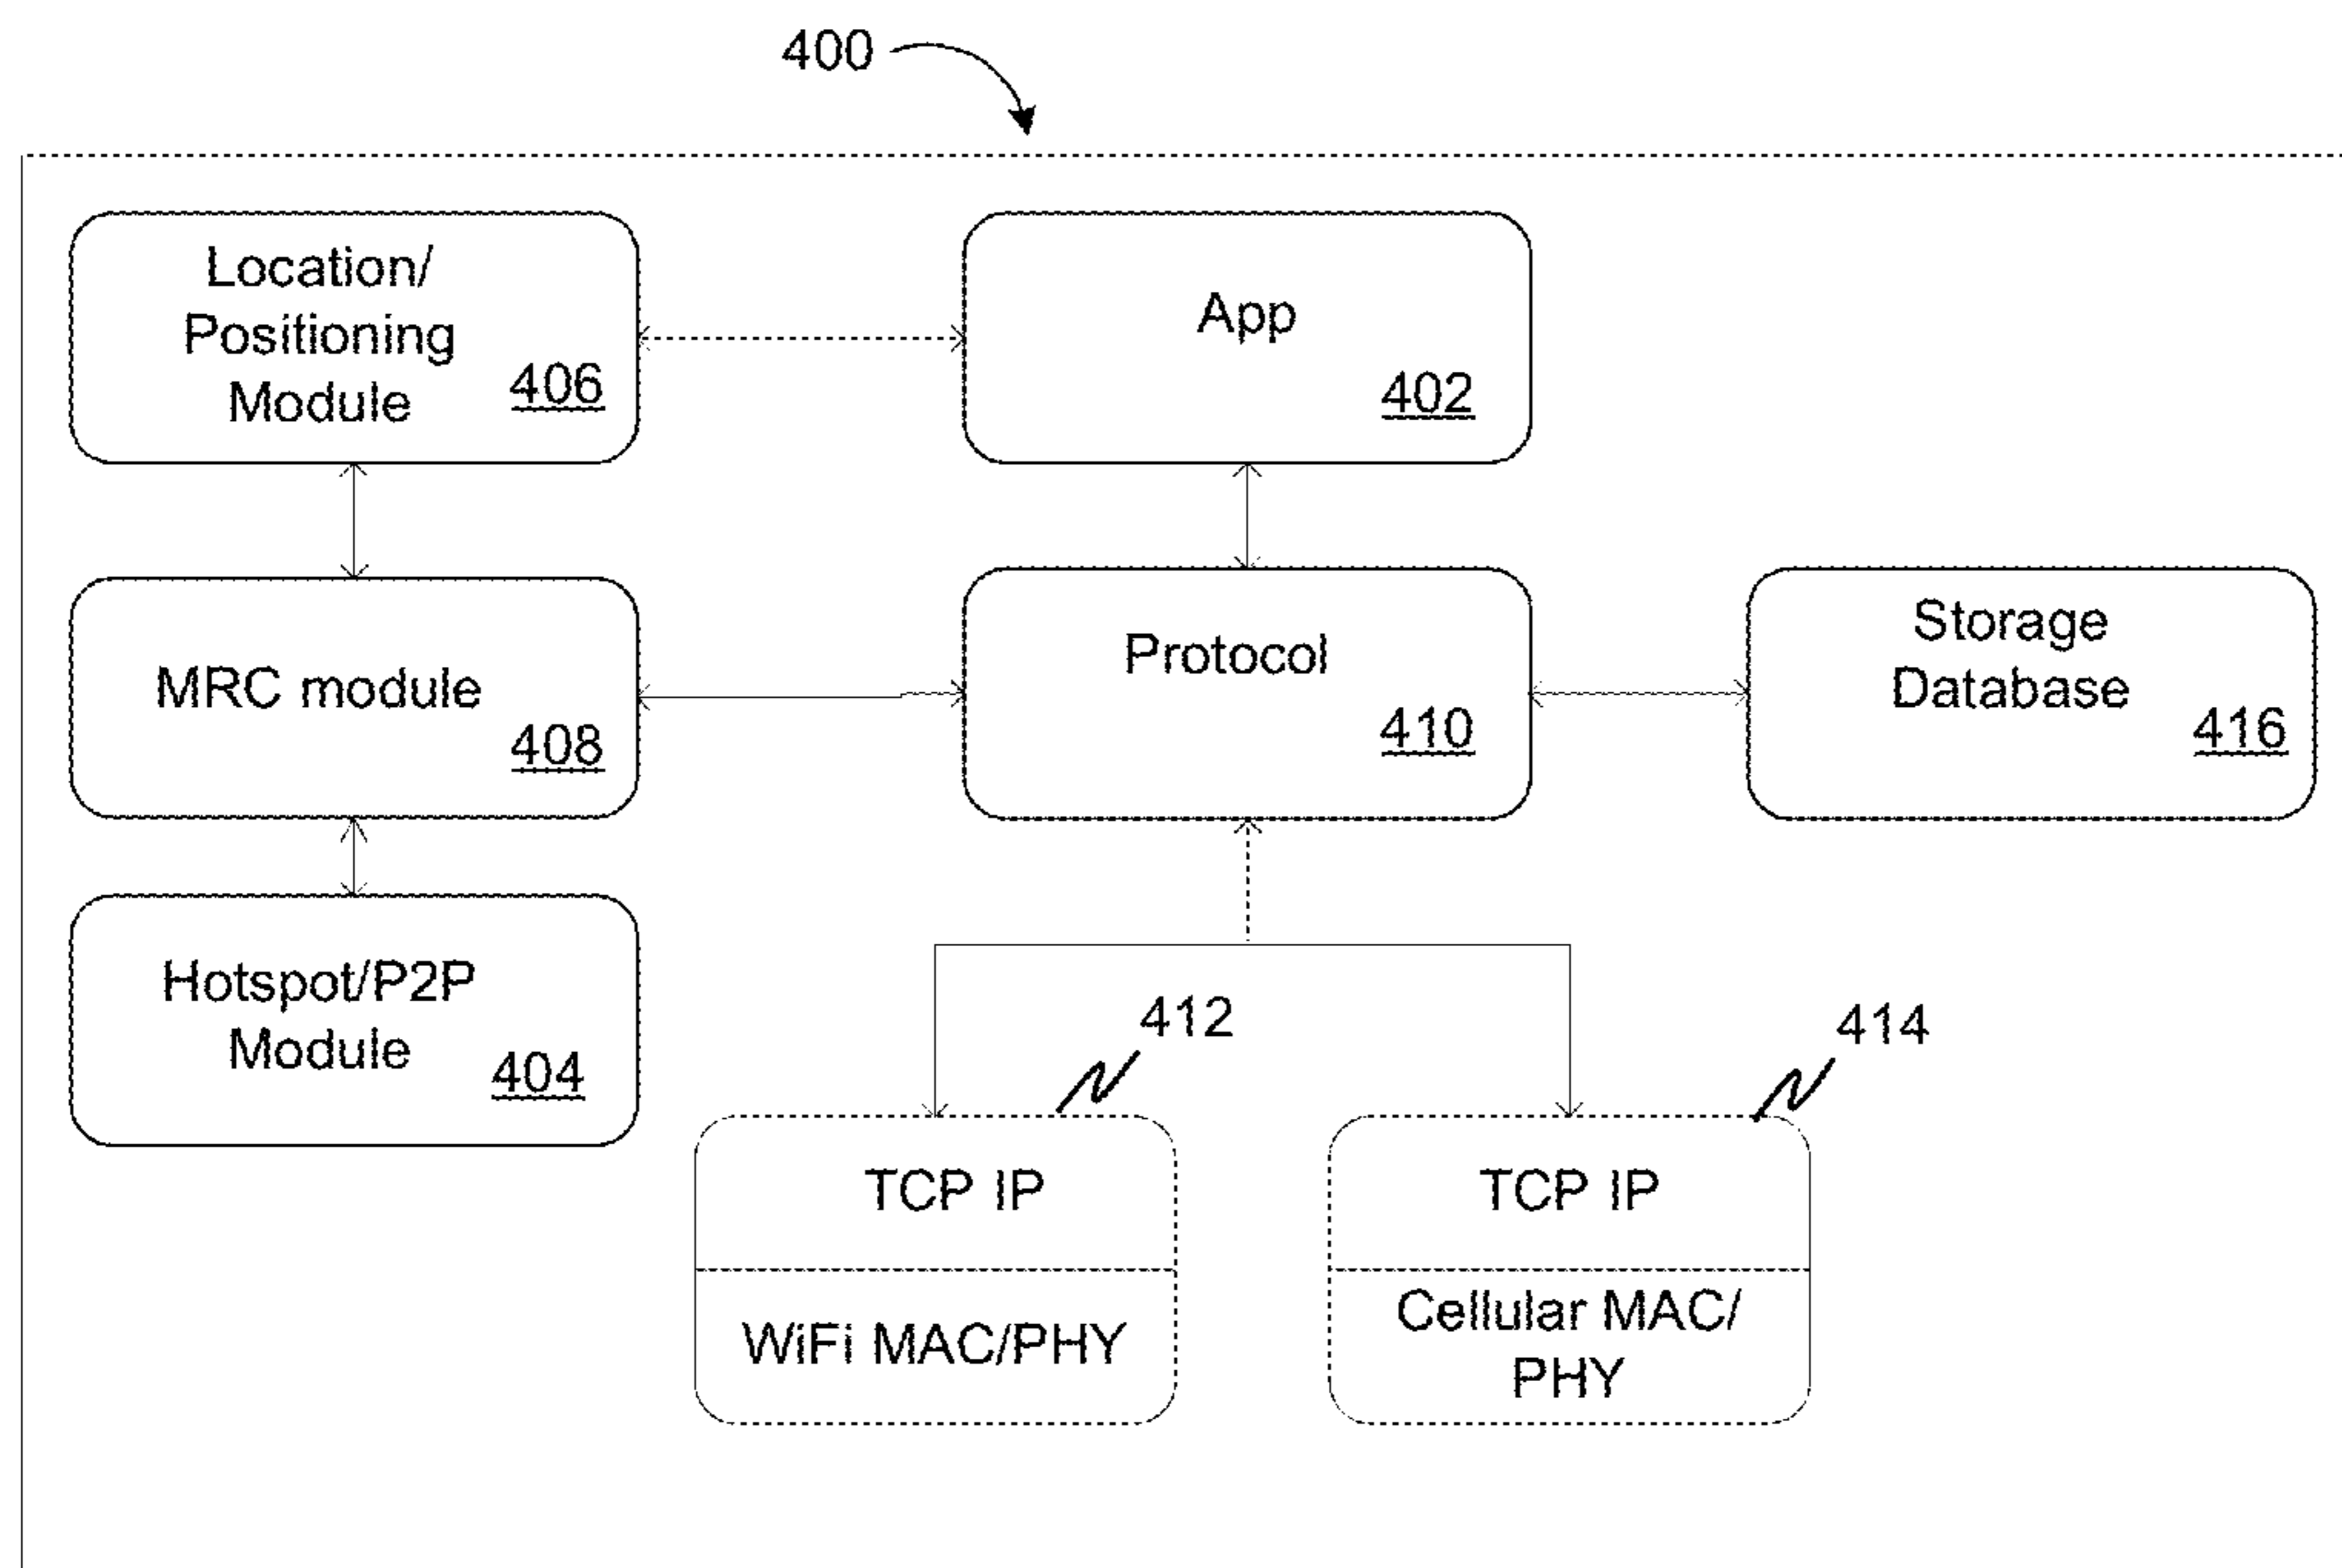 400
Location/
Positioning
Module
406
App
402
MRC module
408
Protocol
410
Storage
Database
416
Hotspot/P2P
Module
404
412
414
TCP IP
WiFi MAC/PHY
TCP IP
Cellular MAC/
PHY